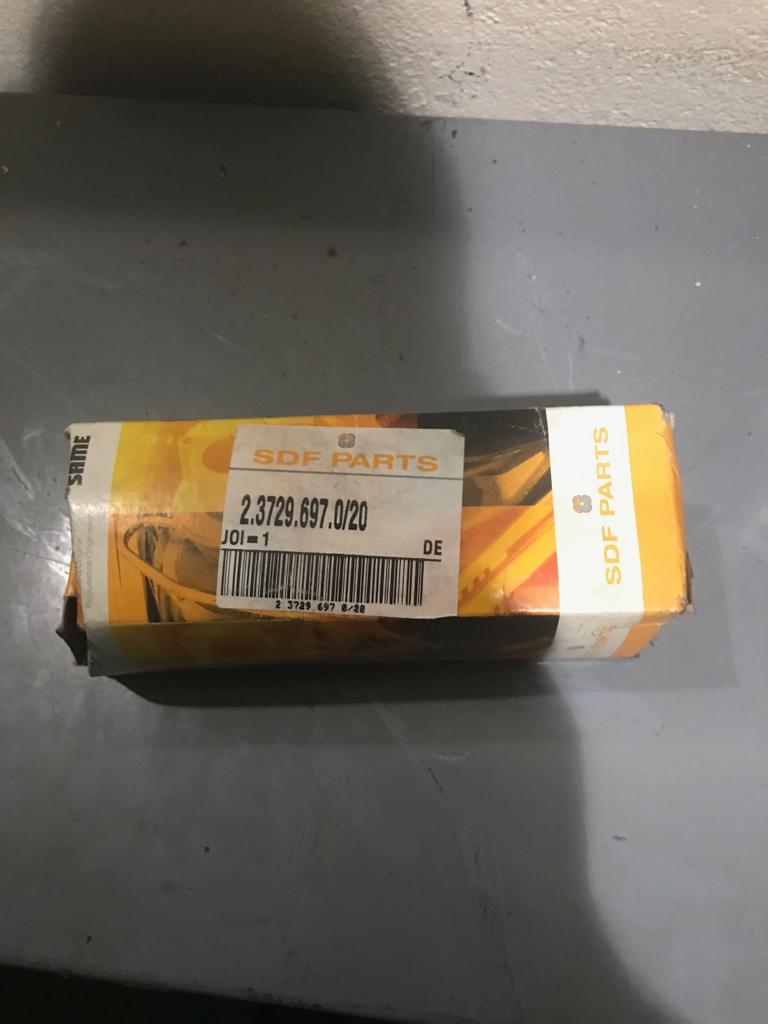 SAME
SDF PARTS
2.3729.697.0/20
JOI=1
DE
2 3729 697 0/20
SDF PARTS